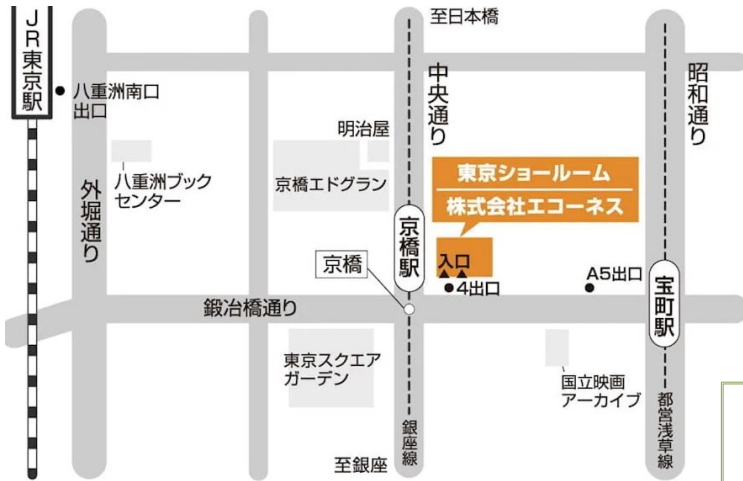 JR東京駅
八重洲南口
出口
至日本橋
中央通り
昭和通り
明治屋
京橋エドグラン
八重洲ブック
センター
外堀通り
東京ショールーム
株式会社エコーネス
入口
京橋駅
京橋
4出口
A5出口
宝町駅
鍛冶橋通り
東京スクエア
ガーデン
国立映画
アーカイブ
銀座線
都営浅草線
至銀座